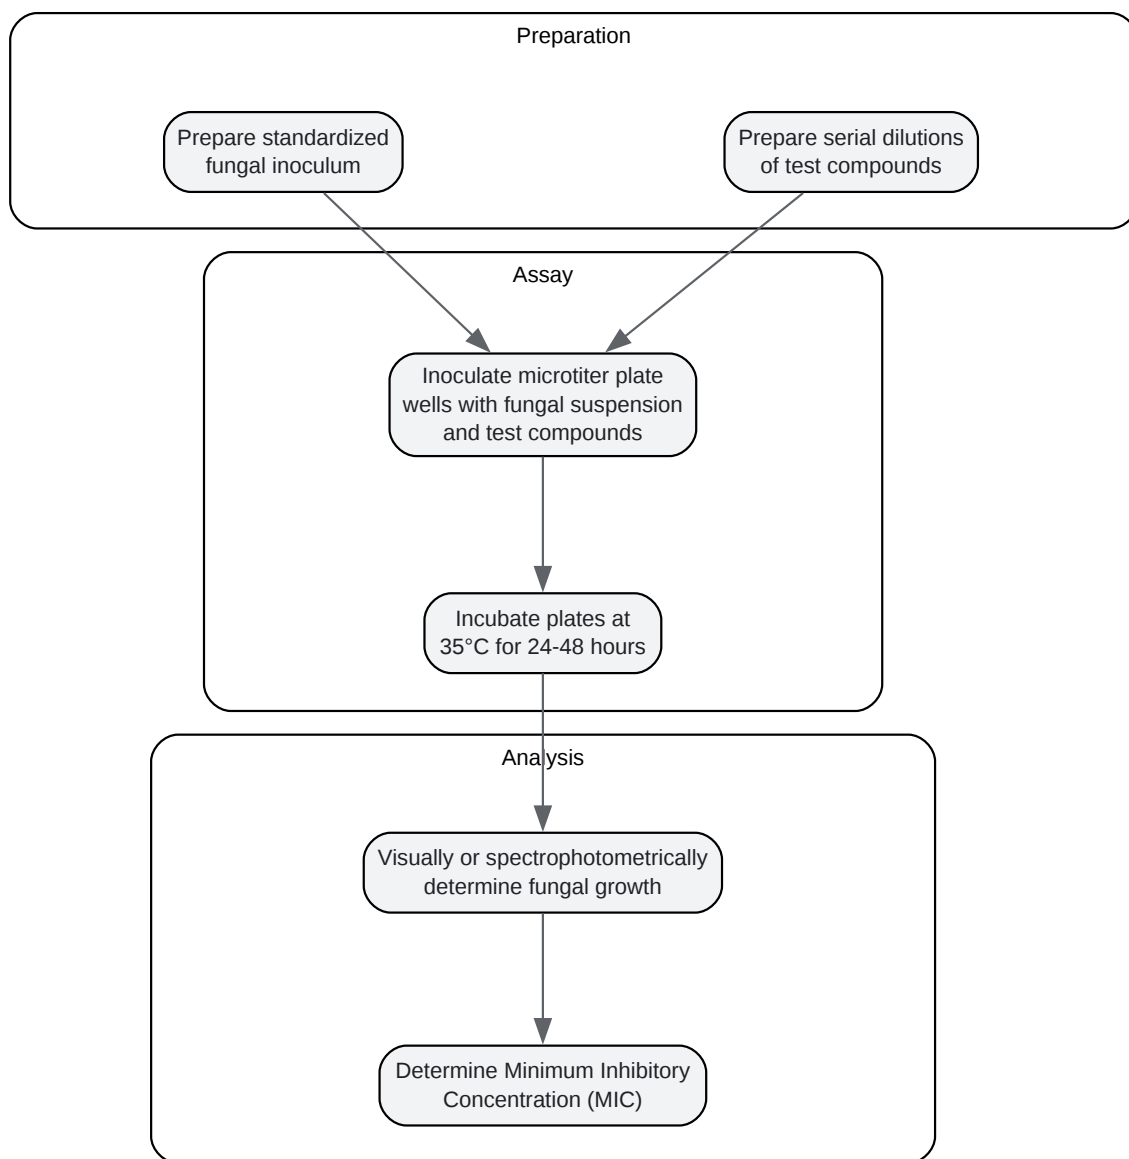 Preparation
Prepare standardized
fungal inoculum
Prepare serial dilutions
of test compounds
Assay
Inoculate microtiter plate
wells with fungal suspension
and test compounds
Incubate plates at
35°C for 24-48 hours
Analysis
Visually or spectrophotometrically
determine fungal growth
Determine Minimum Inhibitory
Concentration (MIC)